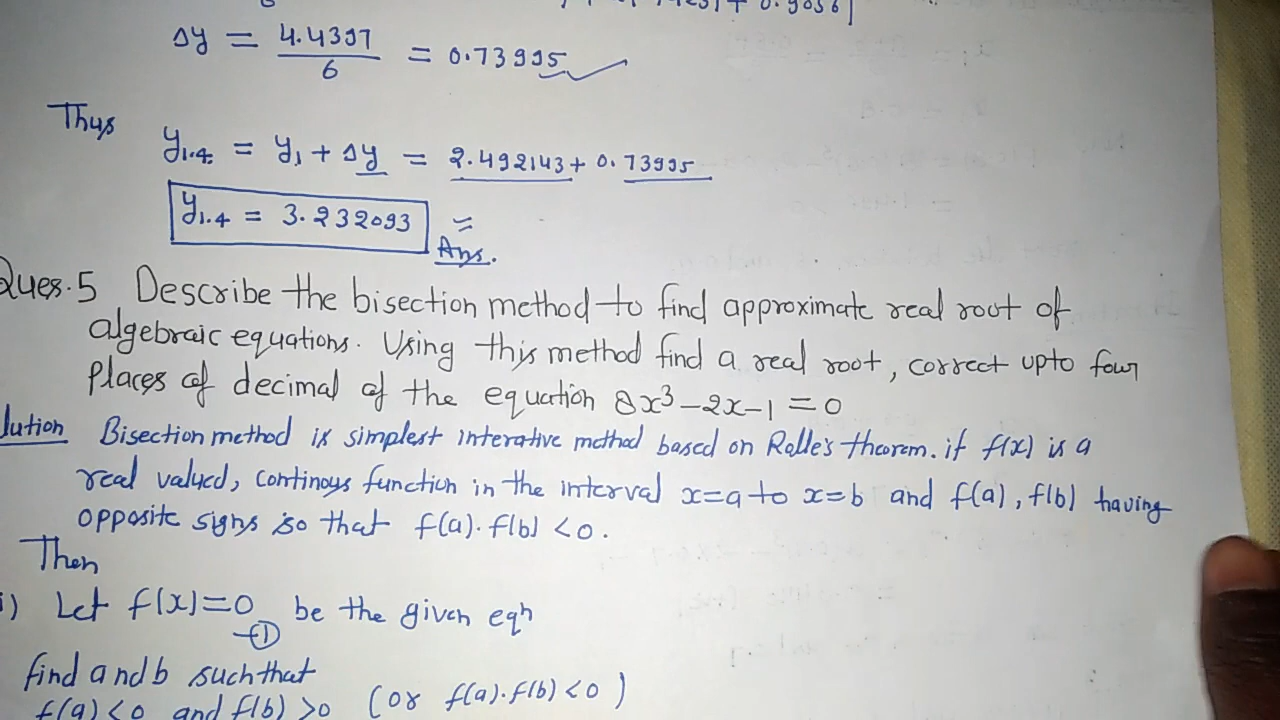 Δy = 4.4397 / 6 = 0.73995
Thus
y1.4 = y1 + Δy = 2.492143 + 0.73995
y1.4 = 3.232093
Ans.
Ques.5 Describe the bisection method to find approximate real root of
algebraic equations. Using this method find a real root, correct upto four
Places of decimal of the equation 8x³-2x-1=0
lution Bisection method is simplest interative method based on Rolle's theorem. if f(x) is a
real valued, continous function in the interval x=a to x=b and f(a), f(b) having
opposite signs so that f(a). f(b) <0.
Then
i) Let f(x)=0 be the given eqn
①
find a and b such that
f(a) <0 and f(b) >0 (or f(a).f(b) <0 )